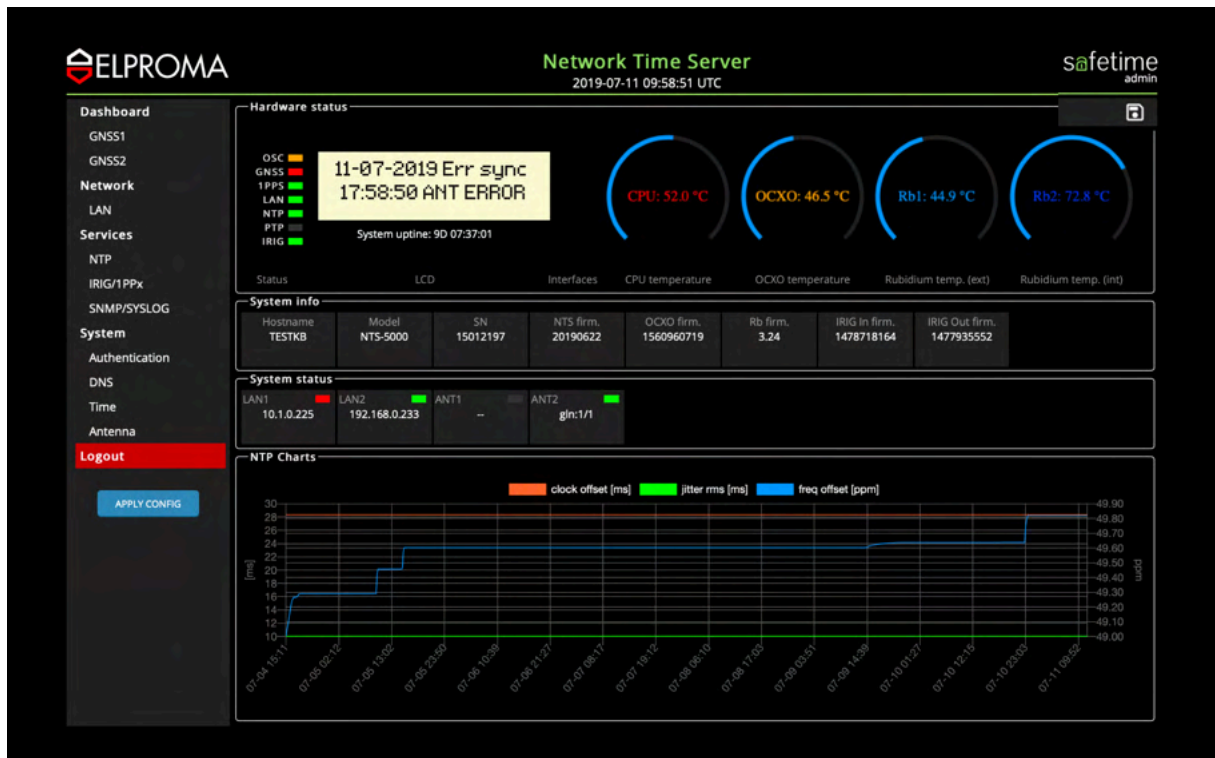 ELPROMA
Network Time Server
2019-07-11 09:58:51 UTC
safetime
admin
Dashboard
GNSS1
GNSS2
Network
LAN
Services
NTP
IRIG/1PPx
SNMP/SYSLOG
System
Authentication
DNS
Time
Antenna
Logout
APPLY CONFIG
Hardware status
OSC
GNSS
1PPS
LAN
NTP
PTP
IRIG
11-07-2019 Err sync
17:58:50 ANT ERROR
System uptine: 9D 07:37:01
CPU: 52.0 °C
OCXO: 46.5 °C
Rb1: 44.9 °C
Rb2: 72.8 °C
Status
LCD
Interfaces
CPU temperature
OCXO temperature
Rubidium temp. (ext)
Rubidium temp. (int)
System info
Hostname
TESTKB
Model
NTS-5000
SN
15012197
NTS firm.
20190622
OCXO firm.
1560960719
Rb firm.
3.24
IRIG In firm.
1478718164
IRIG Out firm.
1477935552
System status
LAN1
10.1.0.225
LAN2
192.168.0.233
ANT1
--
ANT2
gln:1/1
NTP Charts
clock offset [ms]
jitter rms [ms]
freq offset [ppm]
[ms]
30
28
26
24
22
20
18
16
14
12
10
49.90
49.80
49.70
49.60
49.50
49.40
49.30
49.20
49.10
49.00
ppm
07-04 15:11
07-05 02:12
07-05 13:02
07-05 23:50
07-06 10:39
07-06 21:27
07-07 08:17
07-07 19:12
07-08 06:10
07-08 17:03
07-09 03:51
07-09 14:39
07-10 01:27
07-10 12:15
07-10 23:03
07-11 09:52